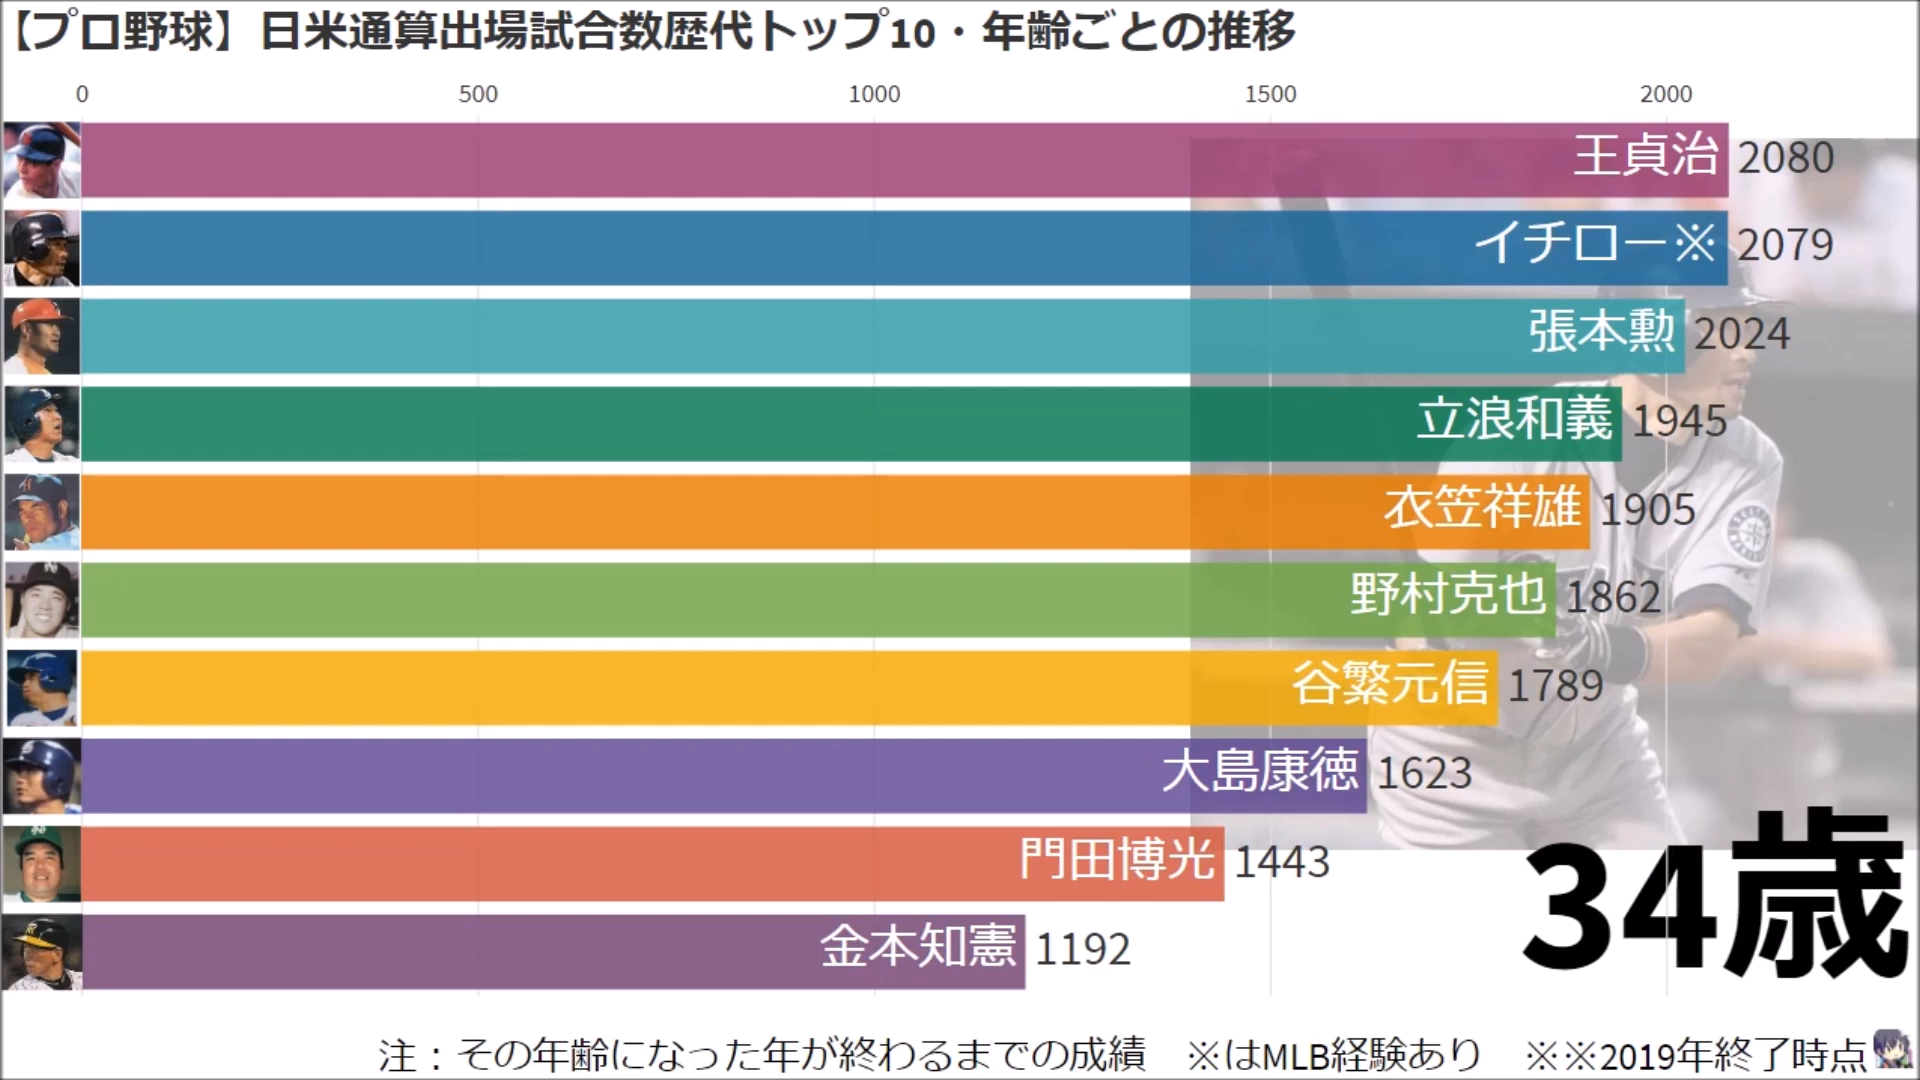 【プロ野球】日米通算出場試合数歴代トップ10・年齢ごとの推移
0 500 1000 1500 2000
王貞治 2080
イチロー※ 2079
張本勲 2024
立浪和義 1945
衣笠祥雄 1905
野村克也 1862
谷繁元信 1789
大島康徳 1623
門田博光 1443
金本知憲 1192
34歳
注：その年齢になった年が終わるまでの成績　※はMLB経験あり　※※2019年終了時点